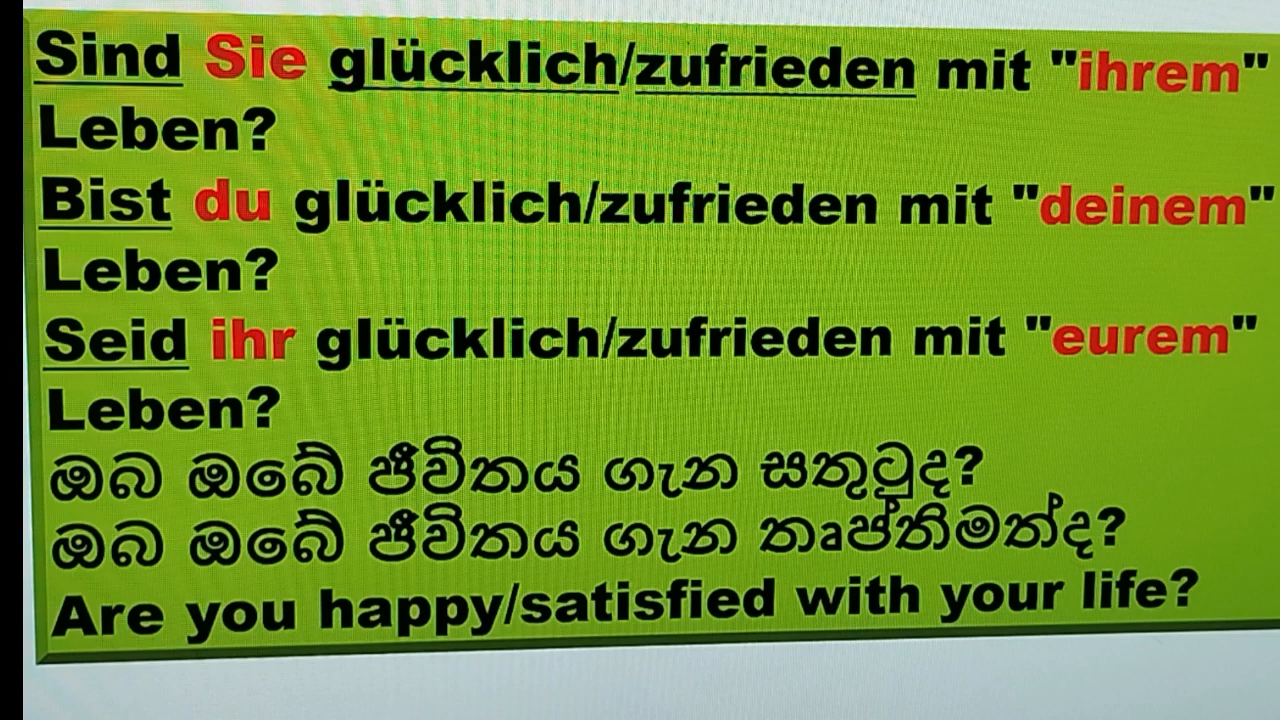 Sind Sie glücklich/zufrieden mit "ihrem"
Leben?
Bist du glücklich/zufrieden mit "deinem"
Leben?
Seid ihr glücklich/zufrieden mit "eurem"
Leben?
ඔබ ඔබේ ජීවිතය ගැන සතුටුද?
ඔබ ඔබේ ජීවිතය ගැන තෘප්තිමත්ද?
Are you happy/satisfied with your life?